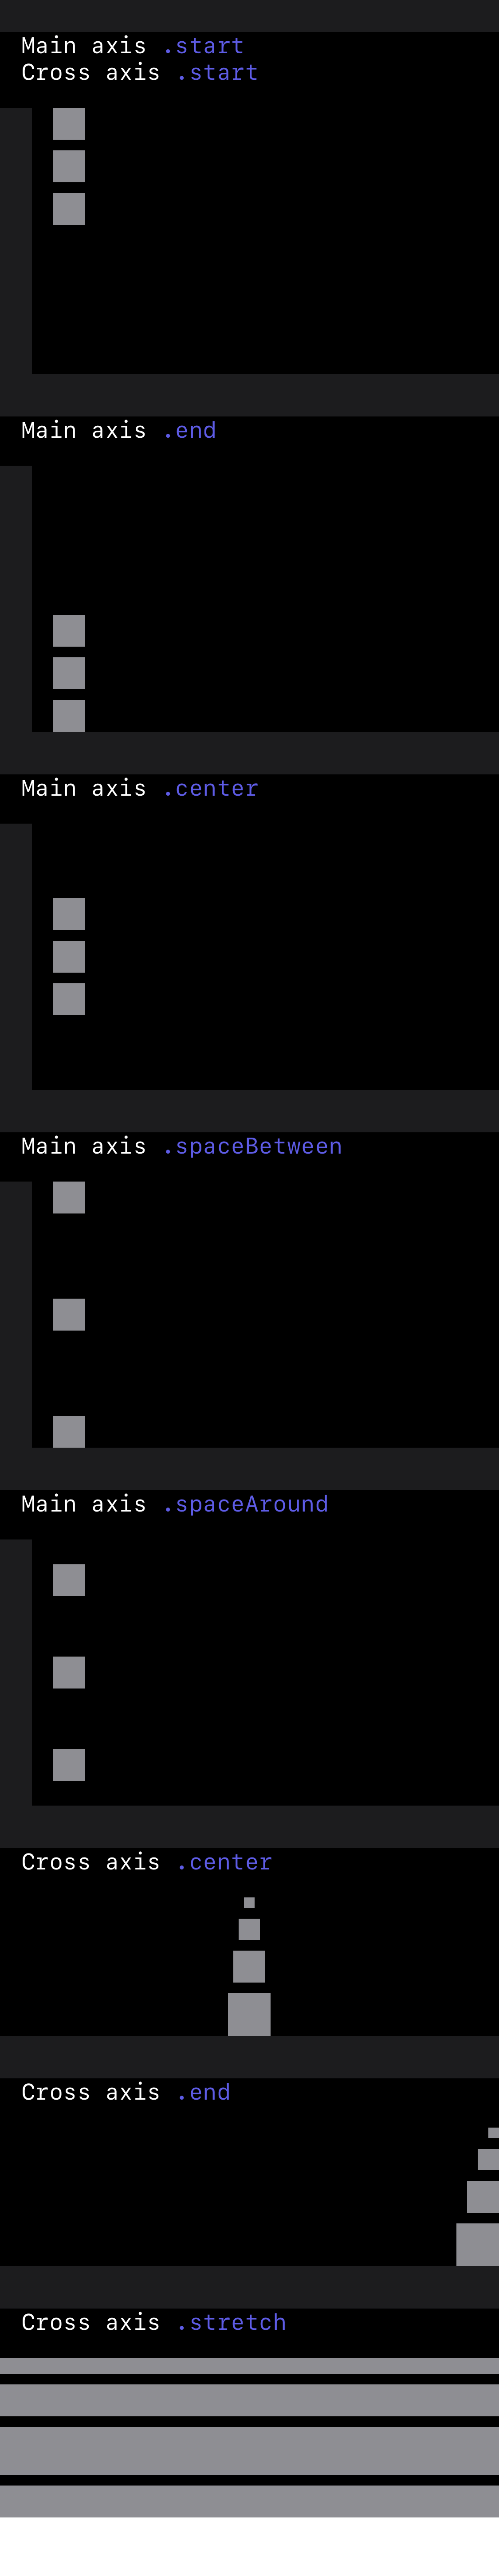 Main axis .start
Cross axis .start
Main axis .end
Main axis .center
Main axis .spaceBetween
Main axis .spaceAround
Cross axis .center
Cross axis .end
Cross axis .stretch